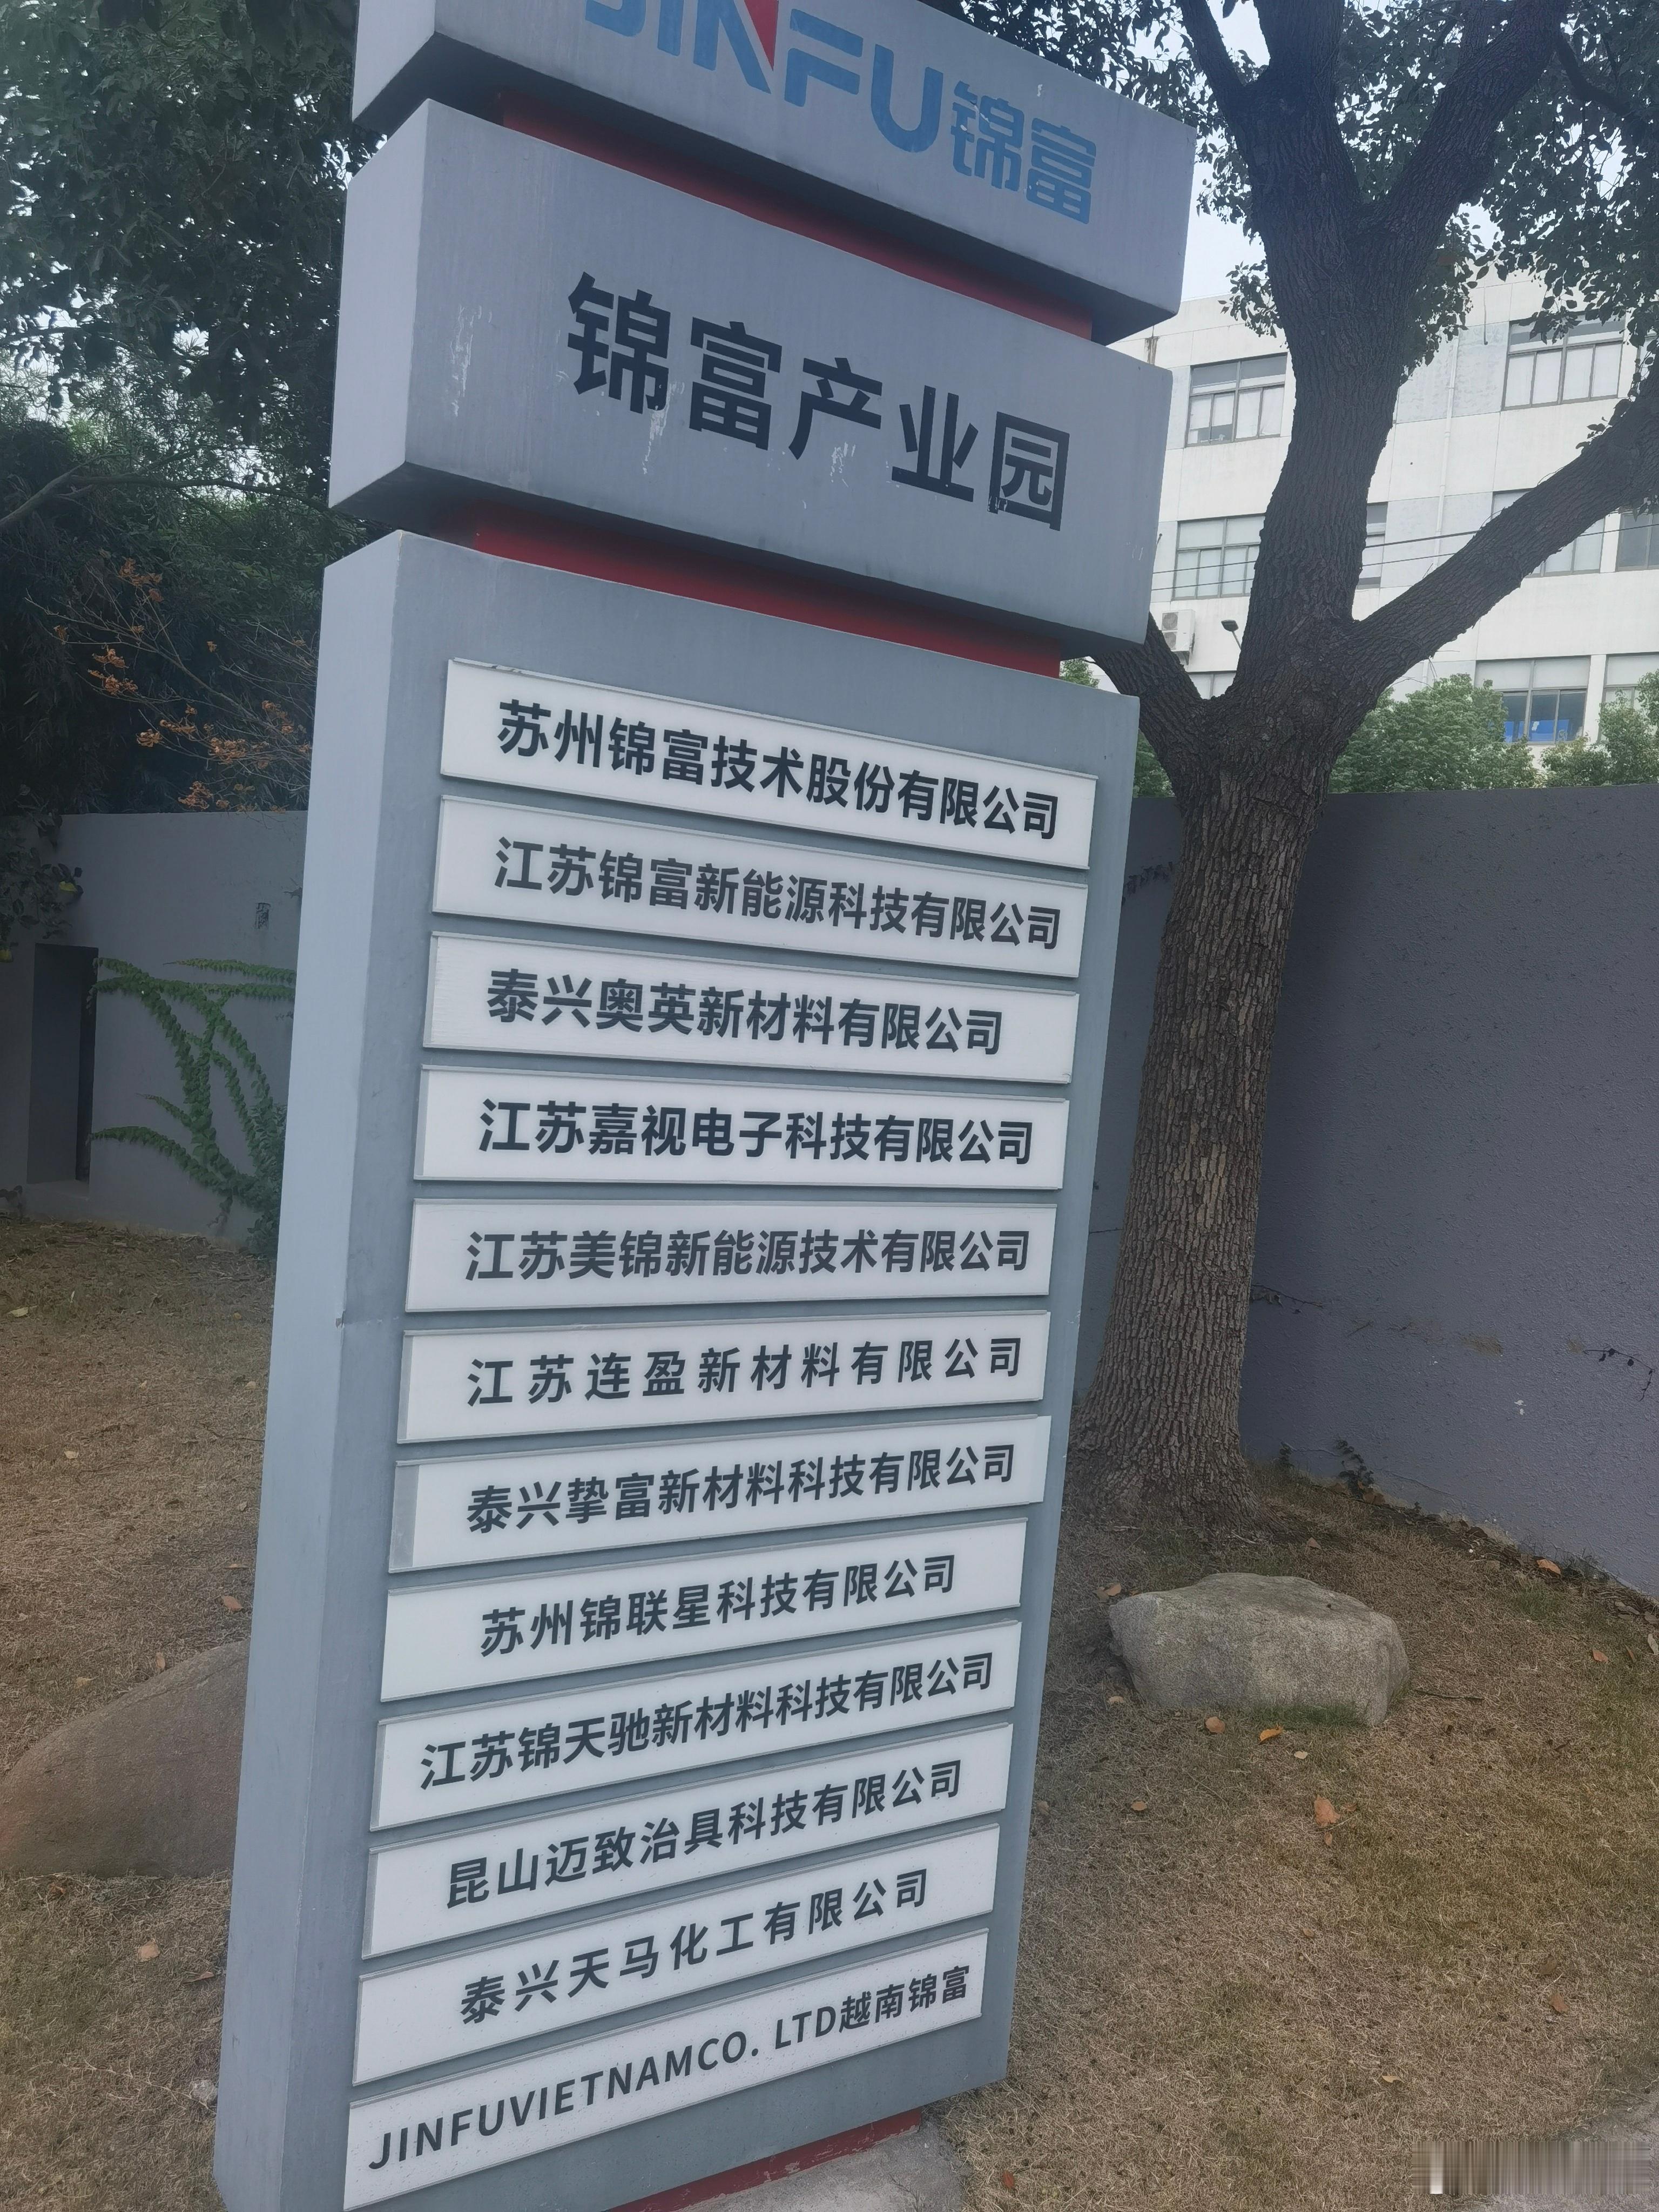 JINFU锦富
锦富产业园
苏州锦富技术股份有限公司
江苏锦富新能源科技有限公司
泰兴奥英新材料有限公司
江苏嘉视电子科技有限公司
江苏美锦新能源技术有限公司
江苏连盈新材料有限公司
泰兴挚富新材料科技有限公司
苏州锦联星科技有限公司
江苏锦天驰新材料科技有限公司
昆山迈致治具科技有限公司
泰兴天马化工有限公司
JINFUVIETNAMCO. LTD越南锦富